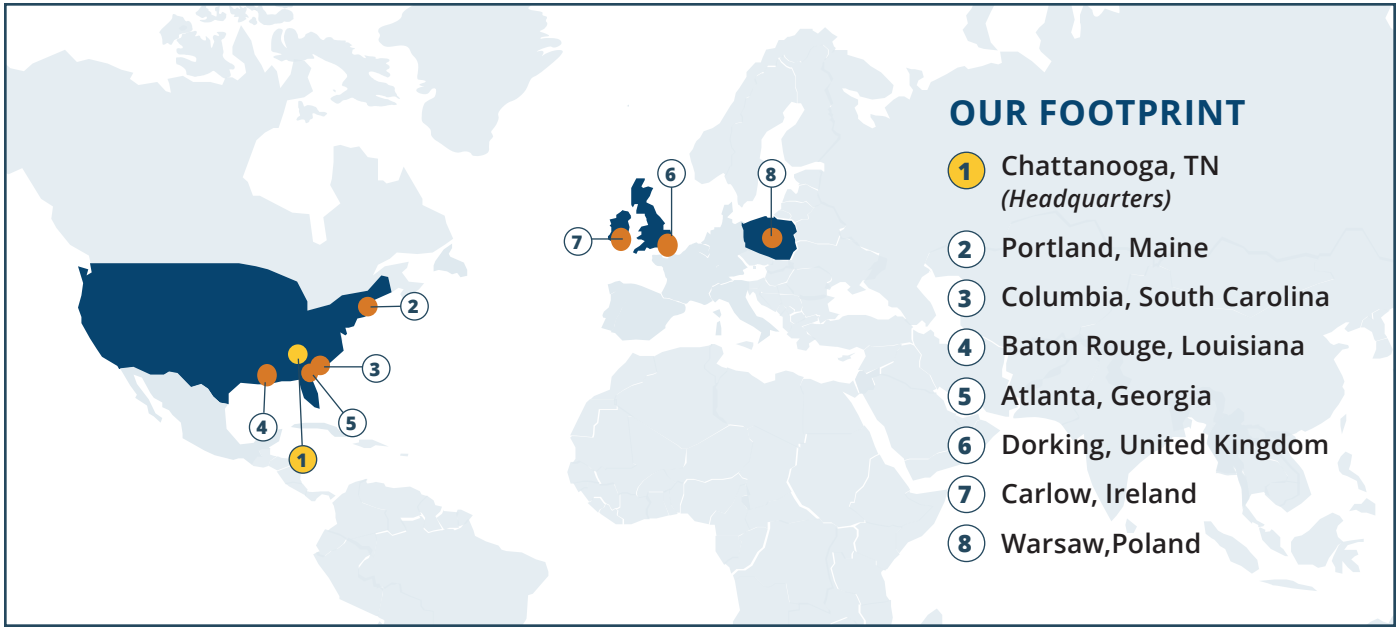 OUR FOOTPRINT
1 Chattanooga, TN
(Headquarters)
2 Portland, Maine
3 Columbia, South Carolina
4 Baton Rouge, Louisiana
5 Atlanta, Georgia
6 Dorking, United Kingdom
7 Carlow, Ireland
8 Warsaw,Poland
6
8
7
2
3
4
5
1